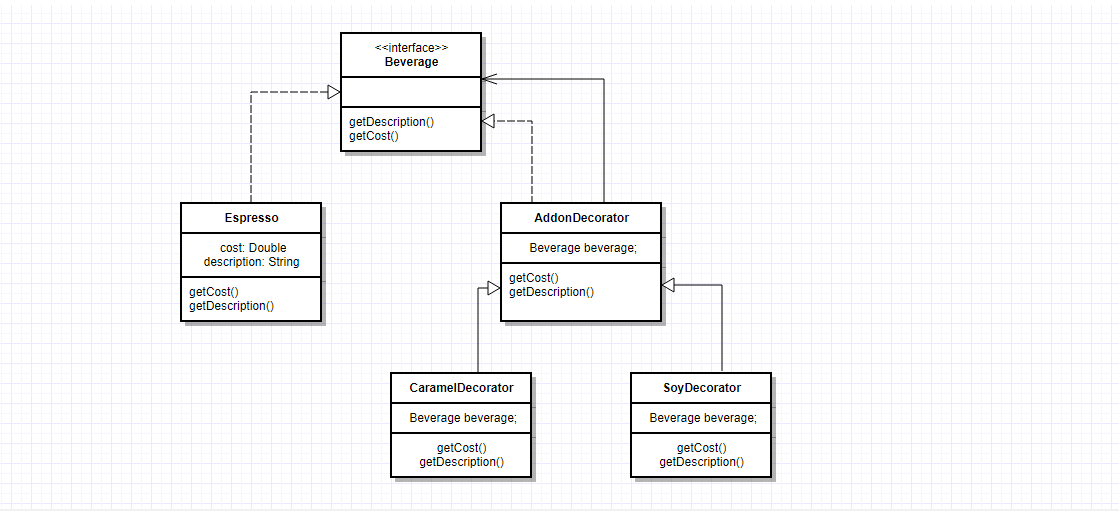 <<interface>>
Beverage
getDescription()
getCost()
Espresso
cost: Double
description: String
getCost()
getDescription()
AddonDecorator
Beverage beverage;
getCost()
getDescription()
CaramelDecorator
Beverage beverage;
getCost()
getDescription()
SoyDecorator
Beverage beverage;
getCost()
getDescription()